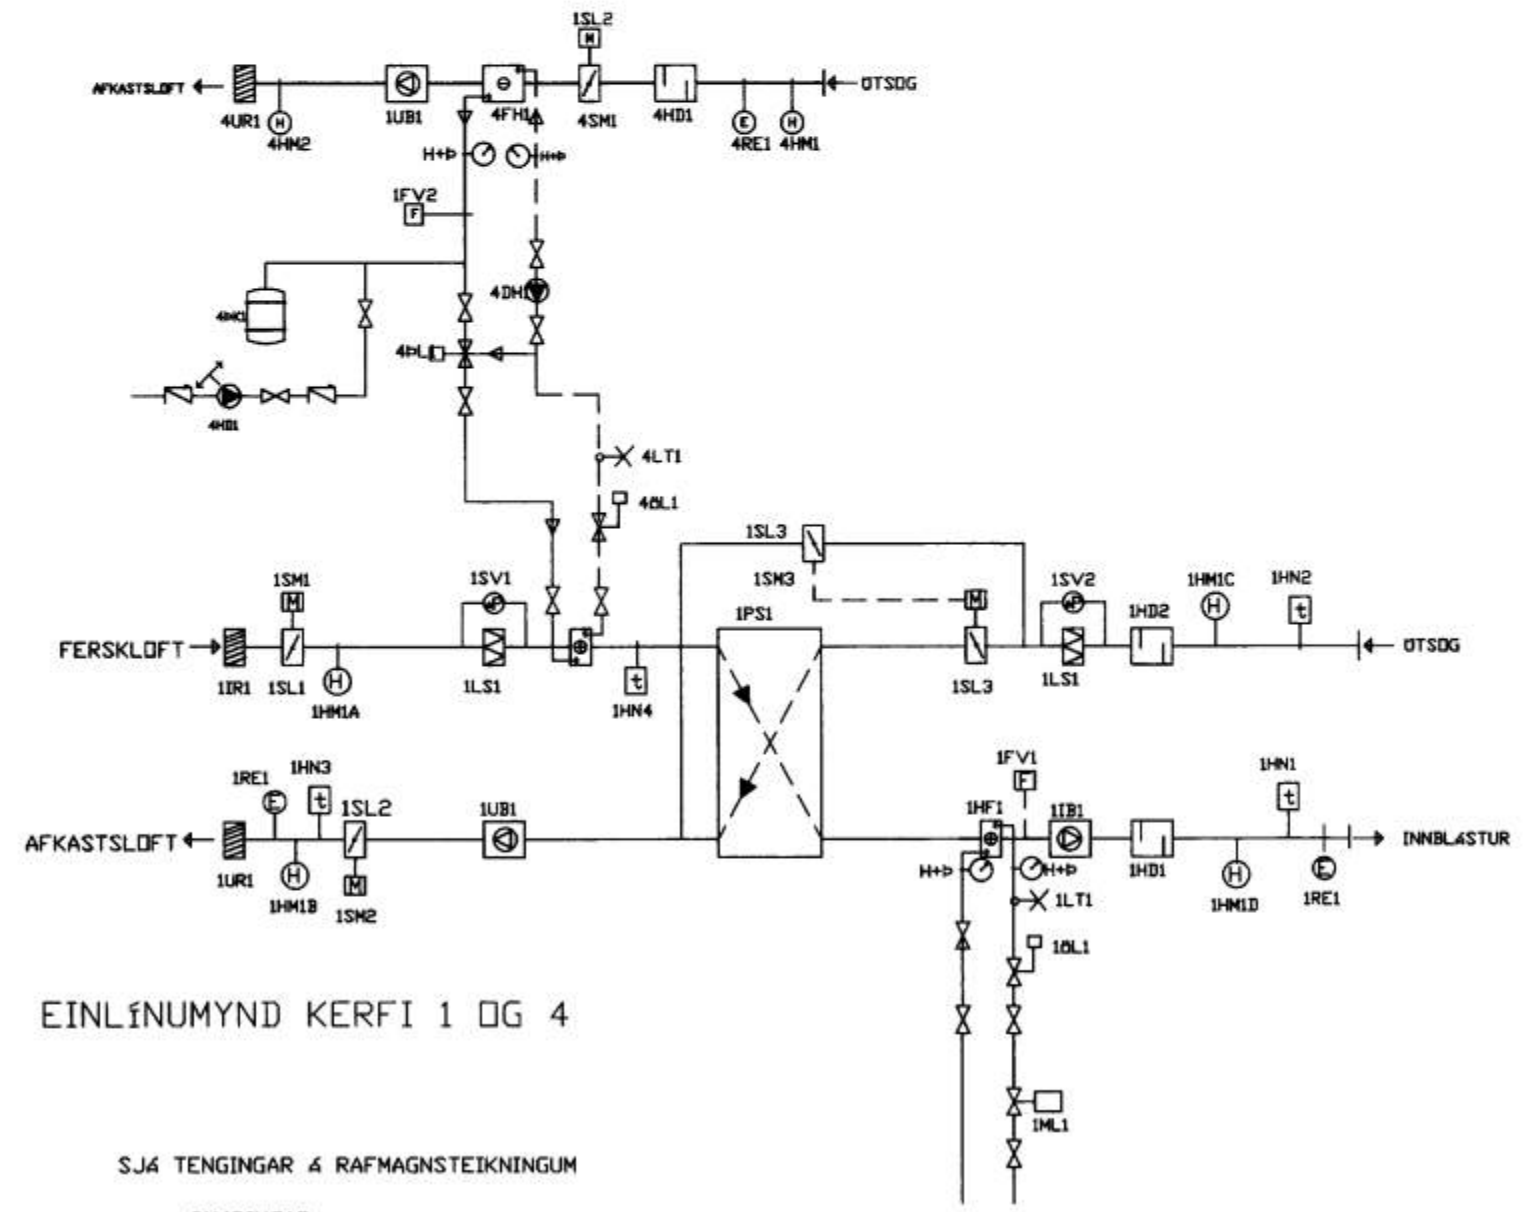 1SL2
M
AFKASTSLOFT
ÚTSOG
4UR1
H
4HM2
1UB1
4FH1
4SM1
4HD1
E
4RE1
H
4HM1
H+Þ
H+Þ
1FV2
F
4DH1
4ÞL1
4LT1
4ÖL1
1SL3
1SM1
M
1SV1
1SM3
M
1SV2
1HM1C
H
1HN2
t
1PS1
1HD2
FERSKLOFT
ÚTSOG
1IR1
1SL1
H
1HM1A
1LS1
t
1HN4
1SL3
1LS1
1RE1
E
1HN3
t
1SL2
1UB1
1FV1
F
1HF1
1IB1
1HN1
t
AFKASTSLOFT
INNBLÁSTUR
1UR1
H
1HM1B
M
1SM2
H+Þ
H+Þ
1LT1
1HD1
H
1HM1D
E
1RE1
1ÖL1
1ML1
EINLÍNUMYND KERFI 1 OG 4
SJÁ TENGINGAR Á RAFMAGNSTEIKNINGUM